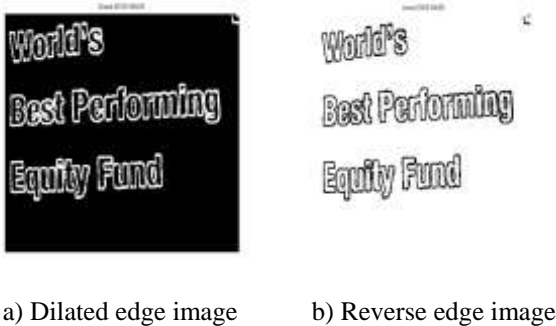 World's
World's
Best Performing
Best Performing
Equity Fund
Equity Fund
a) Dilated edge image
b) Reverse edge image